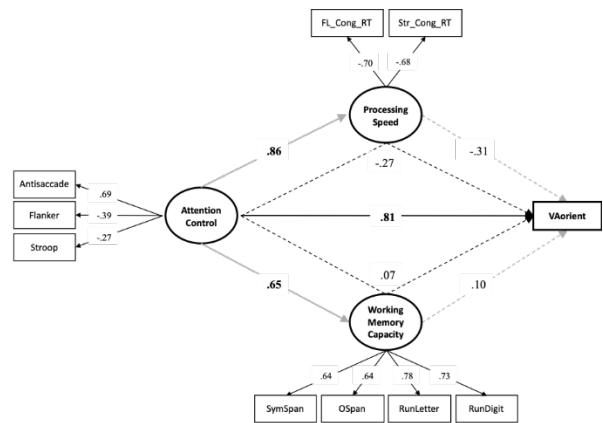 FL_Cong_RT
Str_Cong_RT
-.70
-.68
Processing
Speed
.86
-.27
-.31
Antisaccade
.69
Flanker
-.39
Stroop
-.27
Attention
Control
.81
VAorient
.65
.07
.10
Working
Memory
Capacity
.64
.64
.78
.73
SymSpan
OSpan
RunLetter
RunDigit